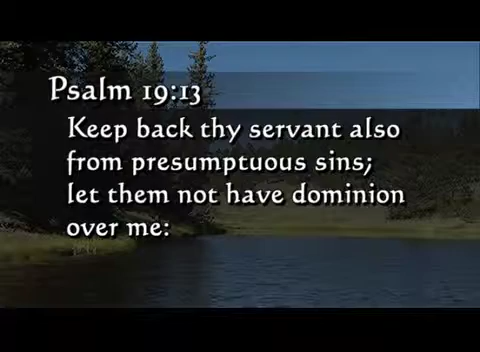 Psalm 19:13
Keep back thy servant also
from presumptuous sins;
let them not have dominion
over me: